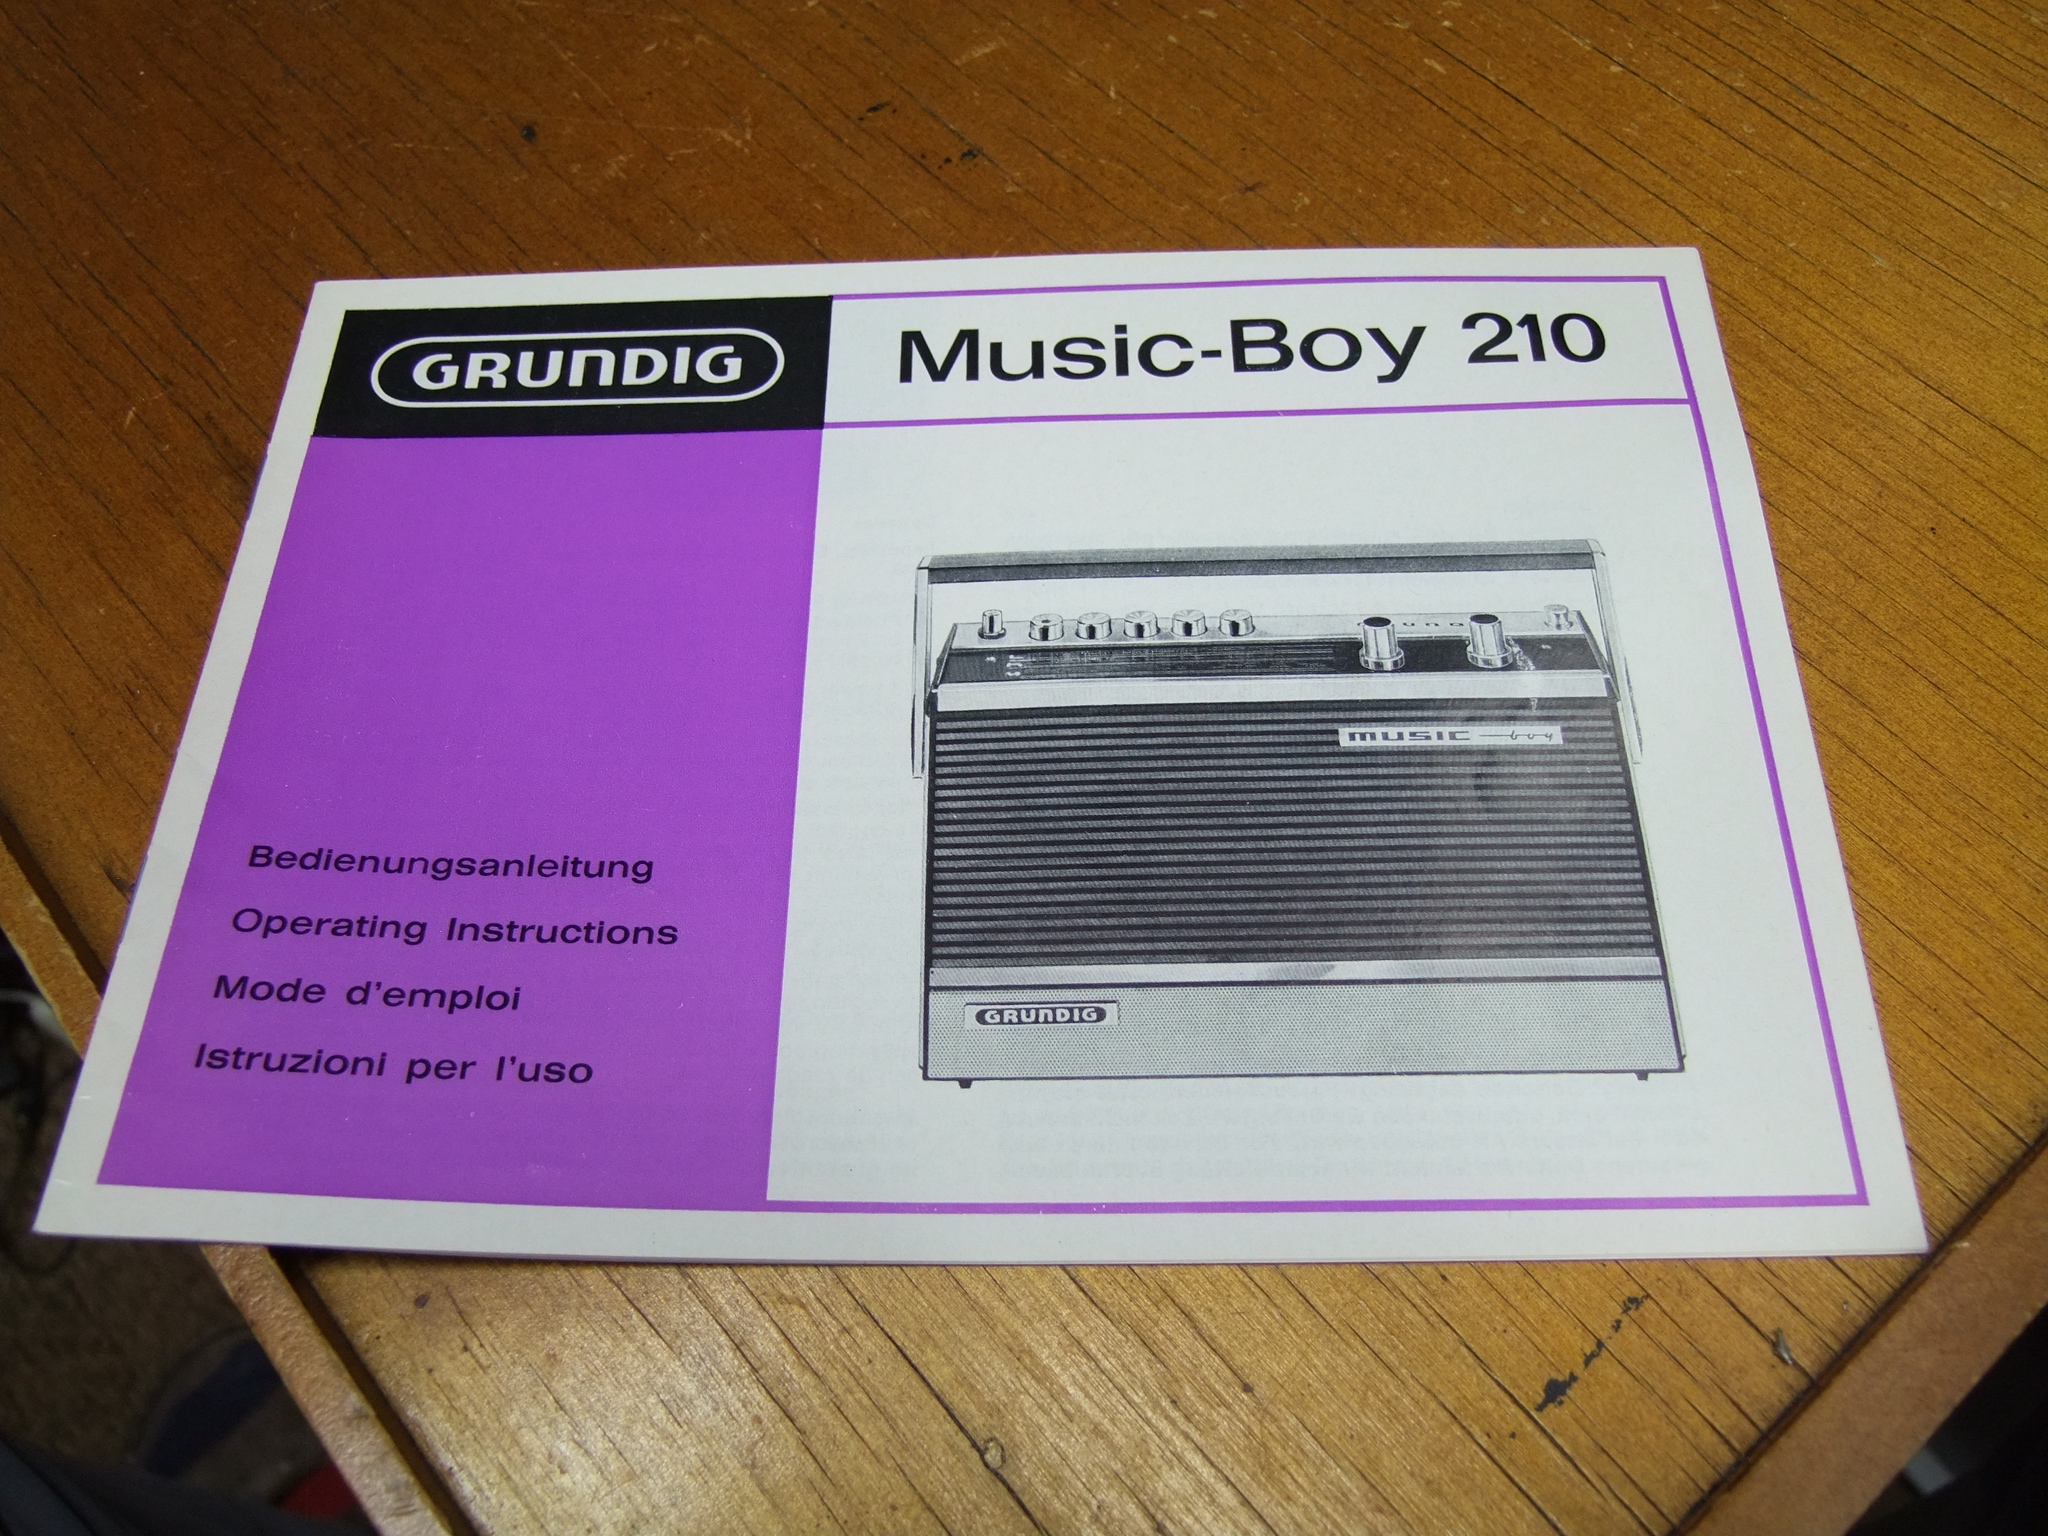 GRUNDIG
Music-Boy 210
Bedienungsanleitung
Operating Instructions
Mode d'emploi
Istruzioni per l'uso
MUSIC boy
GRUNDIG